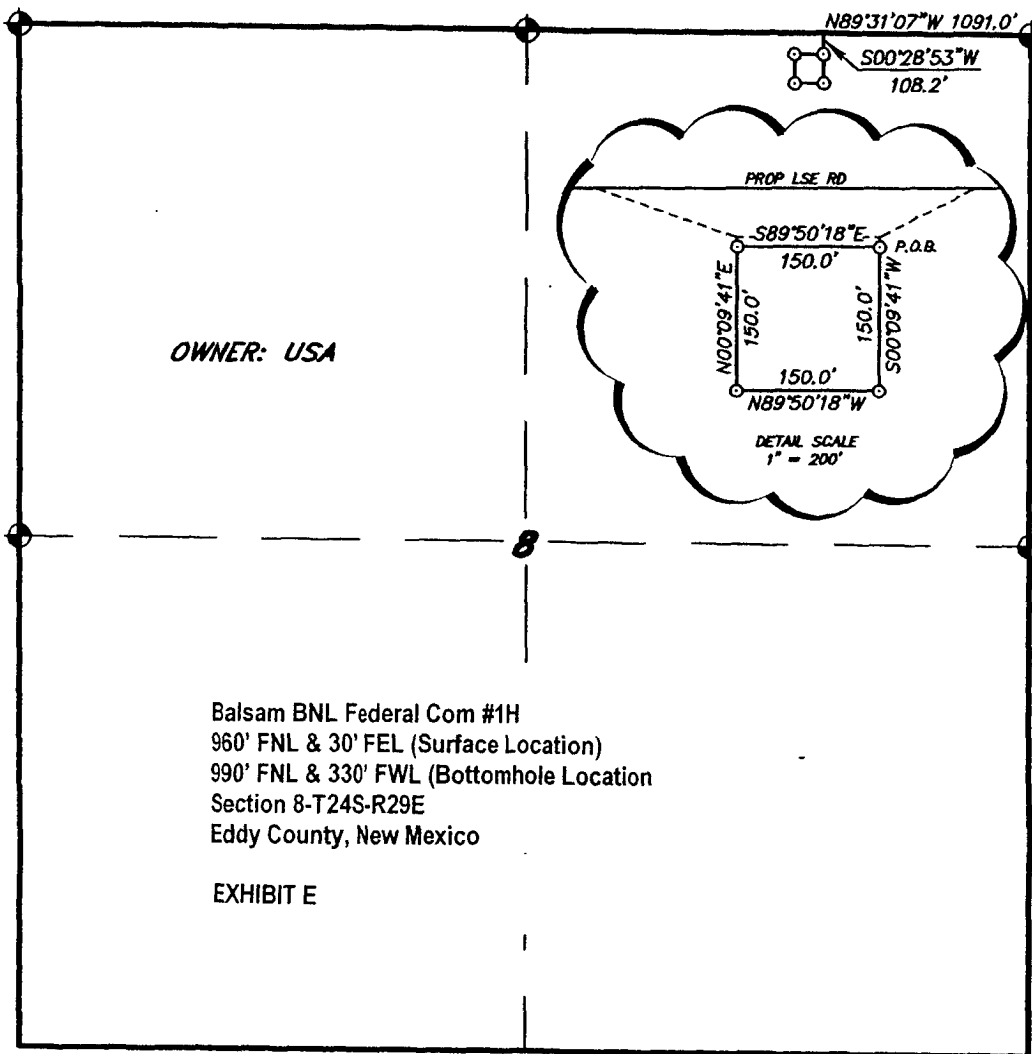 N89°31'07"W 1091.0'
S00°28'53"W
108.2'
PROP LSE RD
S89°50'18"E
150.0'
P.O.B.
N00°09'41"E
150.0'
150.0'
S00°09'41"W
150.0'
N89°50'18"W
DETAIL SCALE
1" = 200'
OWNER: USA
8
Balsam BNL Federal Com #1H
960' FNL & 30' FEL (Surface Location)
990' FNL & 330' FWL (Bottomhole Location
Section 8-T24S-R29E
Eddy County, New Mexico
EXHIBIT E